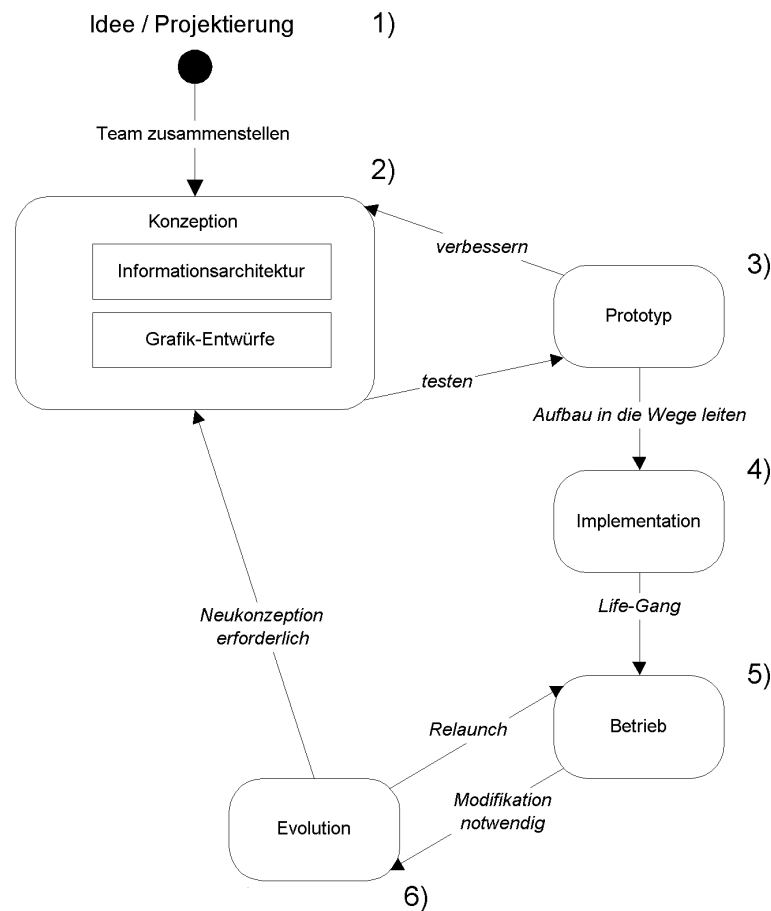 Idee / Projektierung
1)
Team zusammenstellen
2)
Konzeption
Informationsarchitektur
Grafik-Entwürfe
verbessern
testen
3)
Prototyp
Aufbau in die Wege leiten
4)
Implementation
Life-Gang
5)
Betrieb
Neukonzeption
erforderlich
Relaunch
Modifikation
notwendig
Evolution
6)